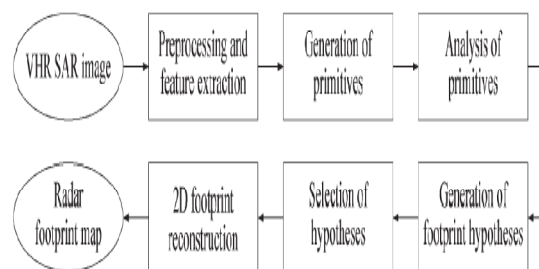 VHR SAR image
Preprocessing and
feature extraction
Generation of
primitives
Analysis of
primitives
Generation of
footprint hypotheses
Selection of
hypotheses
2D footprint
reconstruction
Radar
footprint map